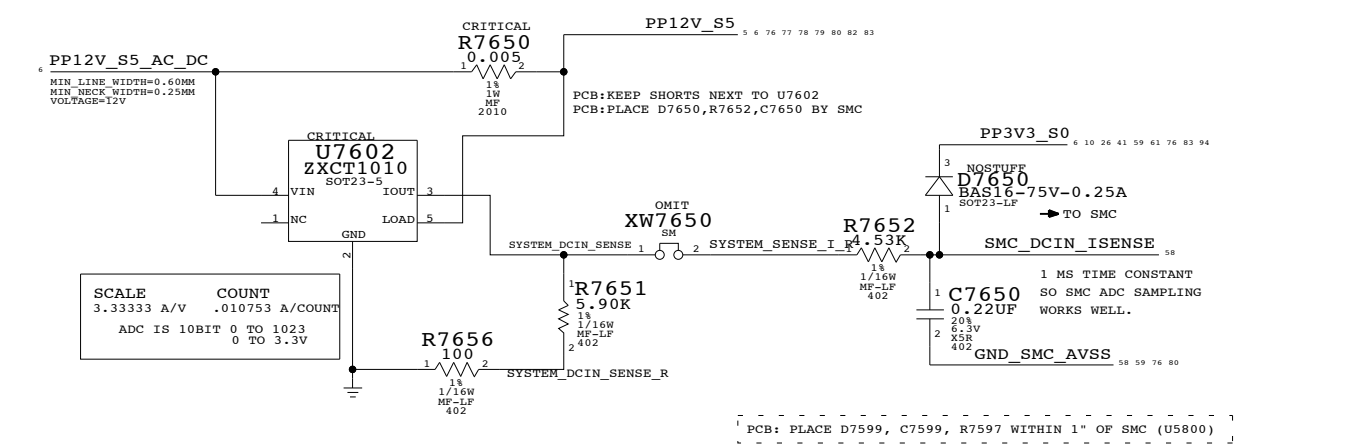 PP12V_S5
5 6 76 77 78 79 80 82 83
CRITICAL
R7650
0.005
1 2
1%
1W
MF
2010
6 PP12V_S5_AC_DC
MIN_LINE_WIDTH=0.60MM
MIN_NECK_WIDTH=0.25MM
VOLTAGE=12V
PCB:KEEP SHORTS NEXT TO U7602
PCB:PLACE D7650,R7652,C7650 BY SMC
CRITICAL
U7602
ZXCT1010
SOT23-5
4 VIN IOUT 3
1 NC LOAD 5
GND
2
PP3V3_S0
6 10 26 41 59 61 76 83 94
3
NOSTUFF
D7650
BAS16-75V-0.25A
SOT23-LF
1
TO SMC
OMIT
XW7650
SM
SYSTEM_DCIN_SENSE 1 2 SYSTEM_SENSE_I_R
R7652
4.53K
1 2
1%
1/16W
MF-LF
402
SMC_DCIN_ISENSE 58
1 MS TIME CONSTANT
SO SMC ADC SAMPLING
WORKS WELL.
1
C7650
0.22UF
20%
6.3V
X5R
402
2
GND_SMC_AVSS 58 59 76 80
1
R7651
5.90K
1%
1/16W
MF-LF
402
2
SCALE COUNT
3.33333 A/V .010753 A/COUNT
ADC IS 10BIT 0 TO 1023
0 TO 3.3V
R7656
100
1 2
1%
1/16W
MF-LF
402
SYSTEM_DCIN_SENSE_R
PCB: PLACE D7599, C7599, R7597 WITHIN 1" OF SMC (U5800)